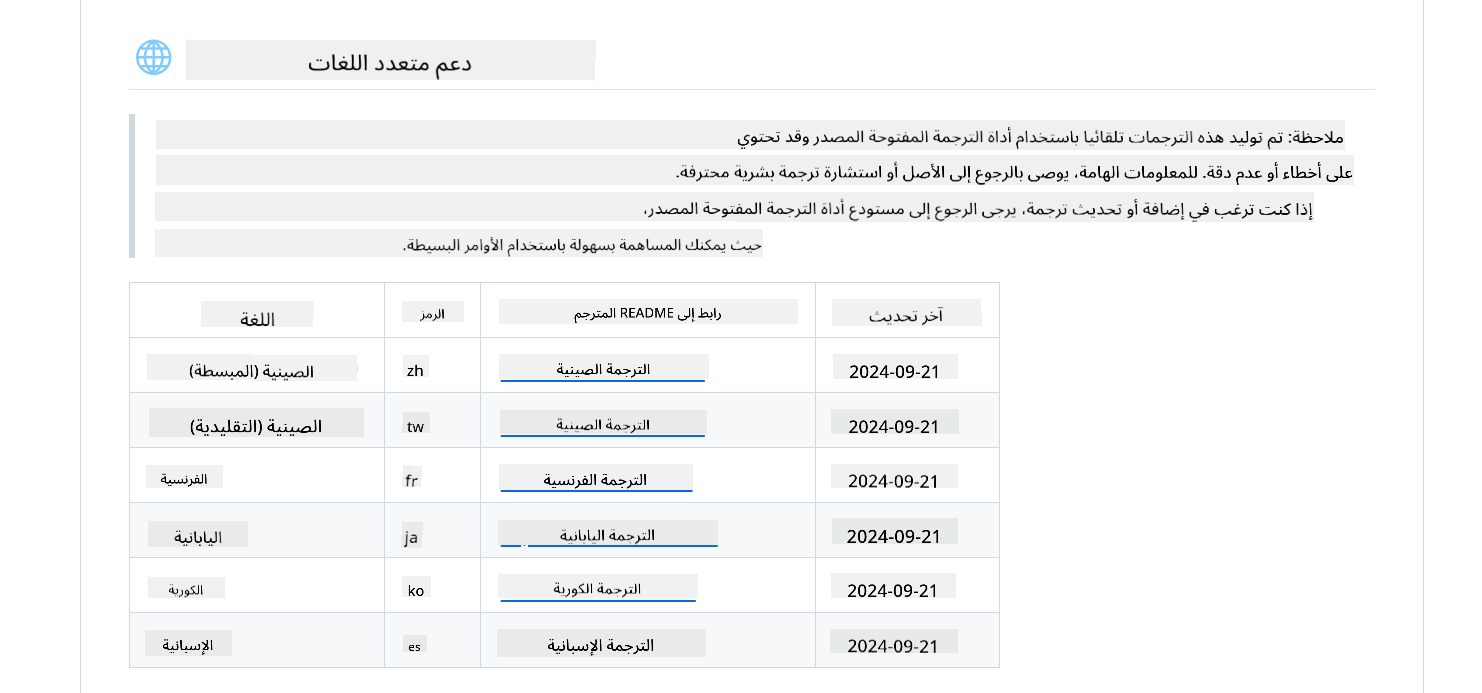 دعم متعدد اللغات
ملاحظة: تم توليد هذه الترجمات تلقائيا باستخدام أداة الترجمة المفتوحة المصدر وقد تحتوي
على أخطاء أو عدم دقة. للمعلومات الهامة، يوصى بالرجوع إلى الأصل أو استشارة ترجمة بشرية محترفة.
إذا كنت ترغب في إضافة أو تحديث ترجمة، يرجى الرجوع إلى مستودع أداة الترجمة المفتوحة المصدر،
حيث يمكنك المساهمة بسهولة باستخدام الأوامر البسيطة.
اللغة الرمز رابط إلى README المترجم آخر تحديث
الصينية (المبسطة) zh الترجمة الصينية 2024-09-21
الصينية (التقليدية) tw الترجمة الصينية 2024-09-21
الفرنسية fr الترجمة الفرنسية 2024-09-21
اليابانية ja الترجمة اليابانية 2024-09-21
الكورية ko الترجمة الكورية 2024-09-21
الإسبانية es الترجمة الإسبانية 2024-09-21